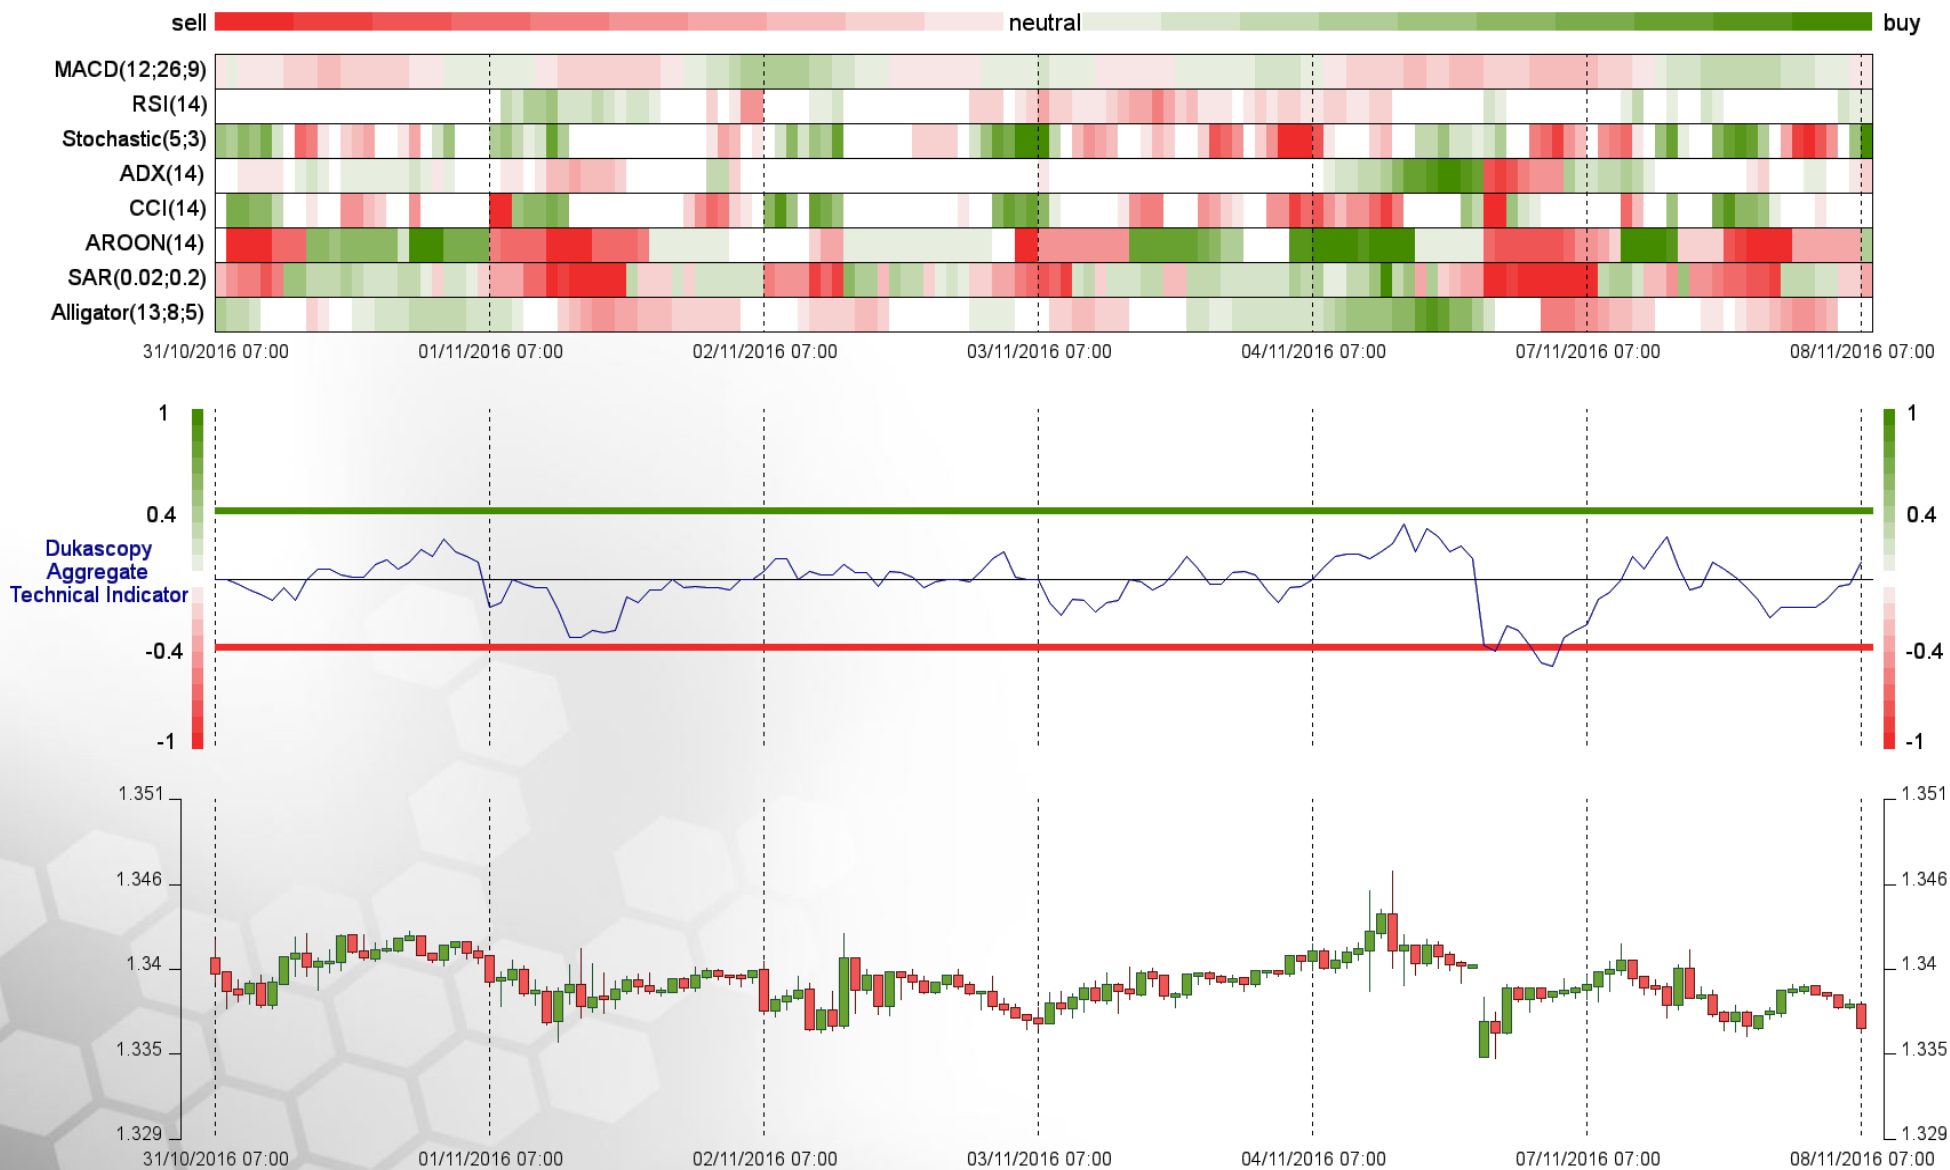 sell neutral buy
MACD(12;26;9)
RSI(14)
Stochastic(5;3)
ADX(14)
CCI(14)
AROON(14)
SAR(0.02;0.2)
Alligator(13;8;5)
31/10/2016 07:00 01/11/2016 07:00 02/11/2016 07:00 03/11/2016 07:00 04/11/2016 07:00 07/11/2016 07:00 08/11/2016 07:00
1 1
0.4 0.4
Dukascopy
Aggregate
Technical Indicator
-0.4 -0.4
-1 -1
1.351 1.351
1.346 1.346
1.34 1.34
1.335 1.335
1.329 1.329
31/10/2016 07:00 01/11/2016 07:00 02/11/2016 07:00 03/11/2016 07:00 04/11/2016 07:00 07/11/2016 07:00 08/11/2016 07:00